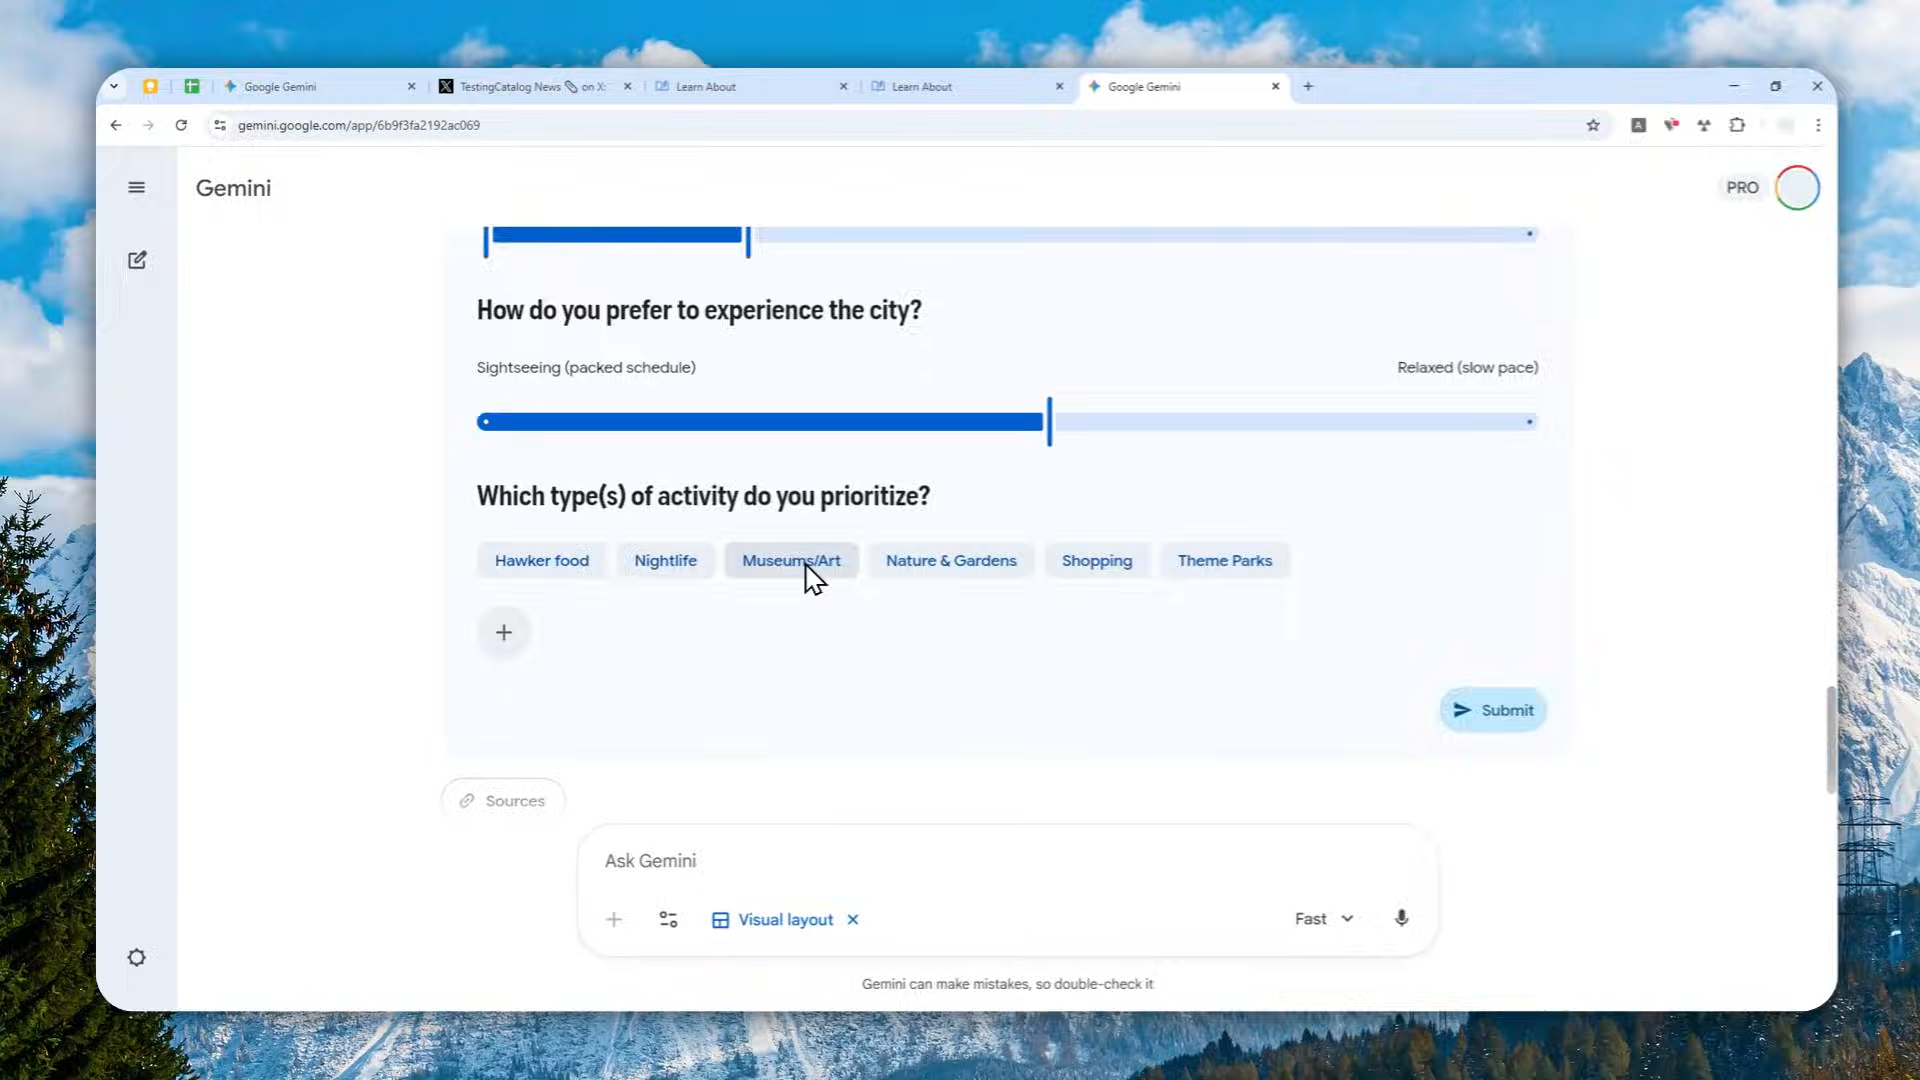 Google Gemini
TestingCatalog News 📎 on X:
Learn About
Learn About
Google Gemini
gemini.google.com/app/6b9f3fa2192ac069
A
Gemini
PRO
How do you prefer to experience the city?
Sightseeing (packed schedule)
Relaxed (slow pace)
Which type(s) of activity do you prioritize?
Hawker food
Nightlife
Museums/Art
Nature & Gardens
Shopping
Theme Parks
Submit
Sources
Ask Gemini
Visual layout
Fast
Gemini can make mistakes, so double-check it